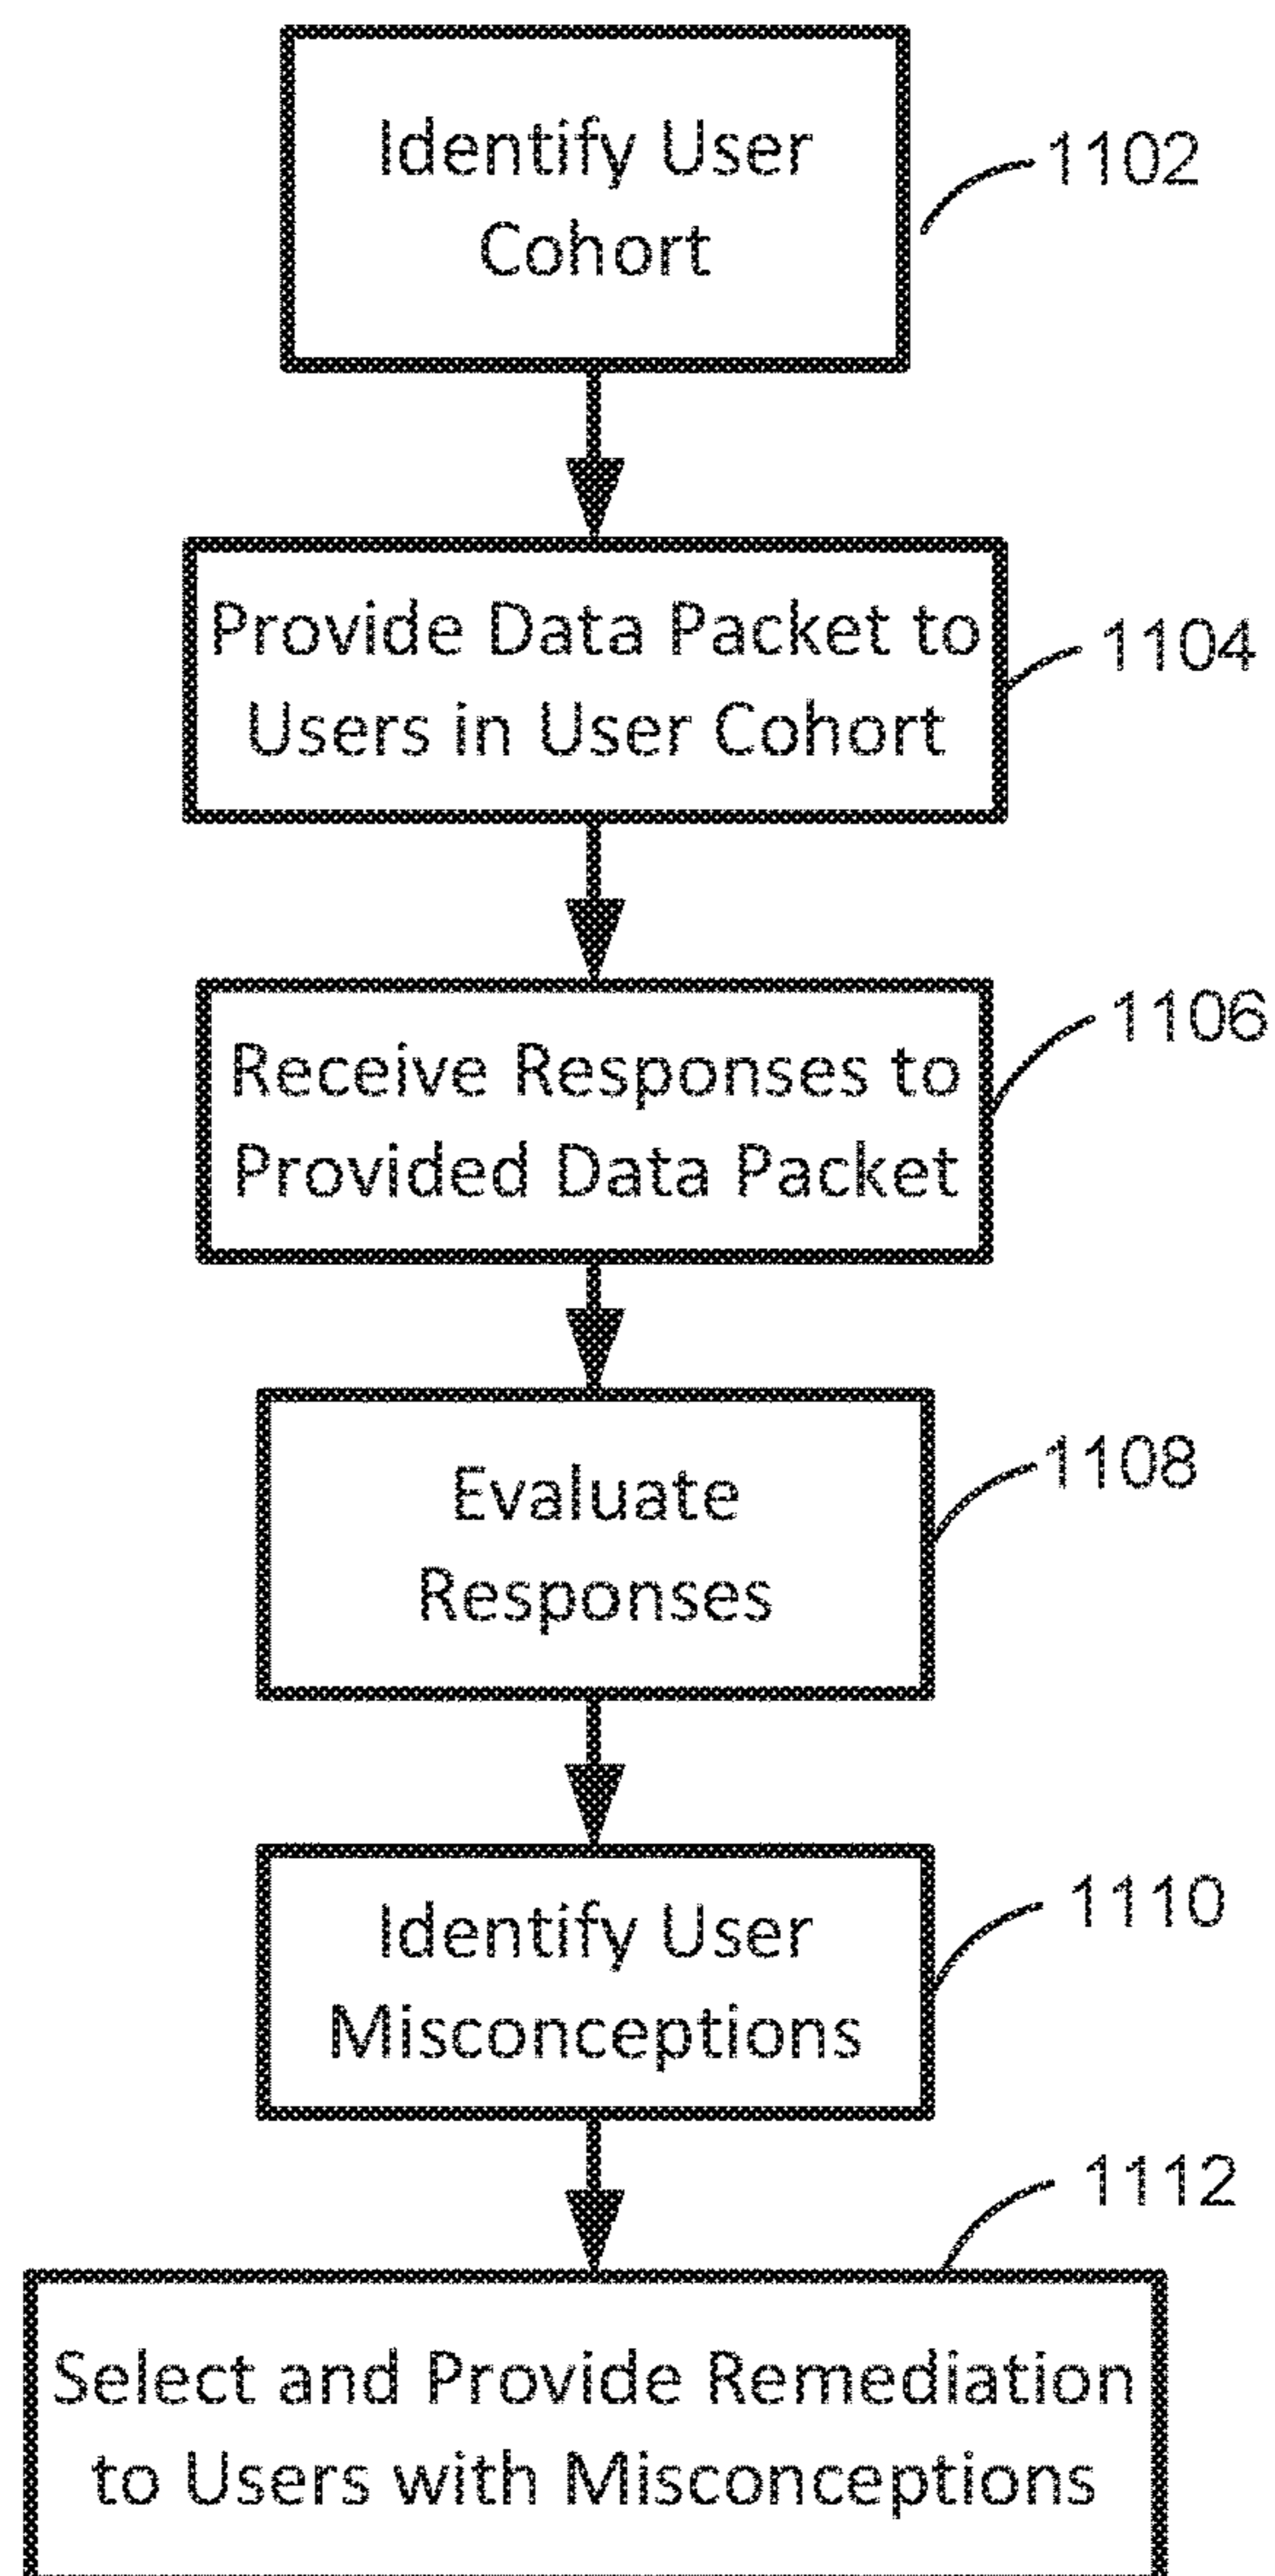 Identify User
Cohort
1102
Provide Data Packet to
Users in User Cohort
1104
Receive Responses to
Provided Data Packet
1106
Evaluate
Responses
1108
Identify User
Misconceptions
1110
1112
Select and Provide Remediation
to Users with Misconceptions